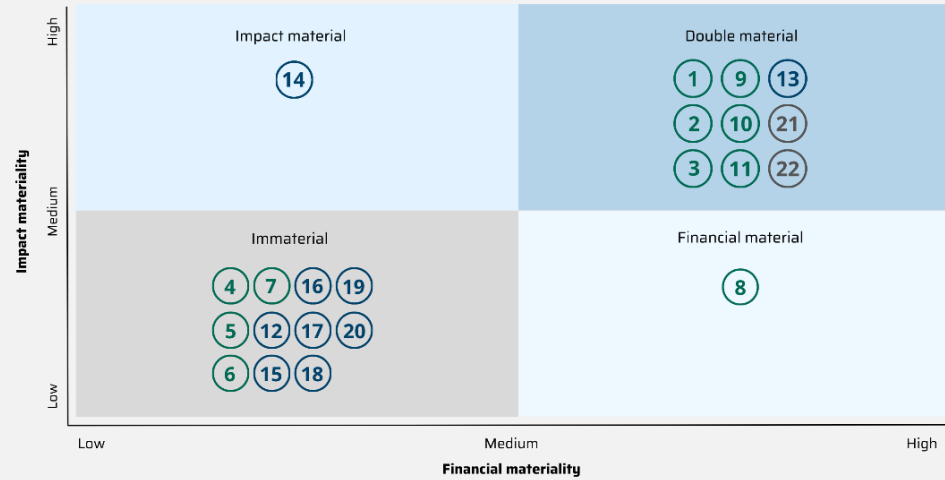 High
Impact material
Double material
14
1 9 13
2 10 21
3 11 22
Impact materiality
Medium
Immaterial
Financial material
4 7 16 19
8
5 12 17 20
6 15 18
Low
Low
Medium
High
Financial materiality